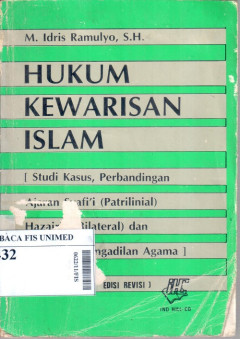 M. Idris Ramulyo, S.H.
HUKUM
KEWARISAN
ISLAM
[ Studi Kasus, Perbandingan
Ajaran Syafi'i (Patrilinial)
Hazairin (Bilateral) dan
BACA FIS UNIMED
432
Pengadilan Agama ]
EDISI REVISI )
IND HILL CO